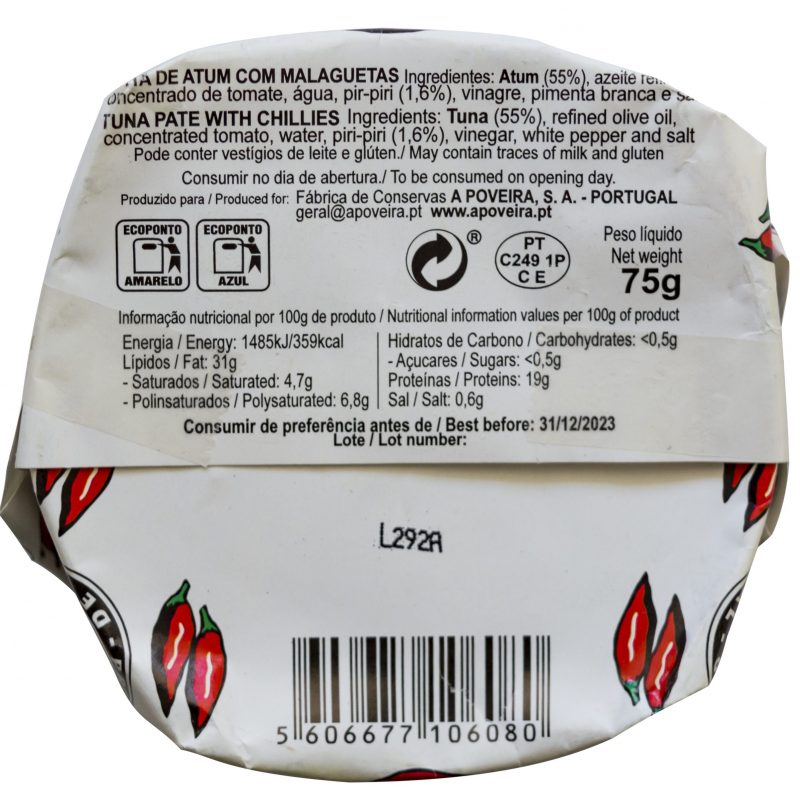 DE ATUM COM MALAGUETAS Ingredientes: Atum (55%), azeite
concentrado de tomate, água, pir-piri (1,6%), vinagre, pimenta branca e
TUNA PATE WITH CHILLIES Ingredients: Tuna (55%), refined olive oil,
concentrated tomato, water, piri-piri (1,6%), vinegar, white pepper and salt
Pode conter vestígios de leite e glúten./ May contain traces of milk and gluten
Consumir no dia de abertura./ To be consumed on opening day.
Produzido para / Produced for: Fábrica de Conservas A POVEIRA, S. A. - PORTUGAL
geral@apoveira.pt www.apoveira.pt
ECOPONTO
AMARELO
ECOPONTO
AZUL
®
PT
C249 1P
C E
Peso líquido
Net weight
75g
Informação nutricional por 100g de produto / Nutritional information values per 100g of product
Energia / Energy: 1485kJ/359kcal
Lípidos / Fat: 31g
- Saturados / Saturated: 4,7g
- Polinsaturados / Polysaturated: 6,8g
Hidratos de Carbono / Carbohydrates: <0,5g
- Açucares / Sugars: <0,5g
Proteínas / Proteins: 19g
Sal / Salt: 0,6g
Consumir de preferência antes de / Best before: 31/12/2023
Lote / Lot number:
L292A
5 606677 106080